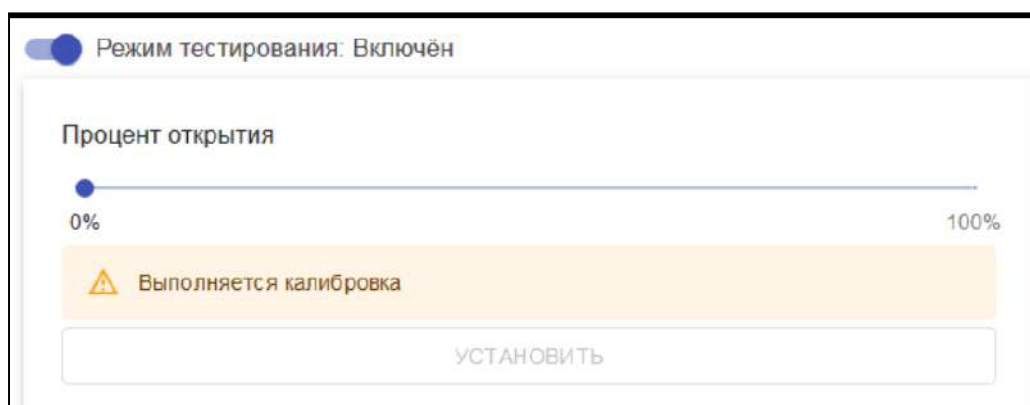 Режим тестирования: Включён
Процент открытия
0% 100%
Выполняется калибровка
УСТАНОВИТЬ